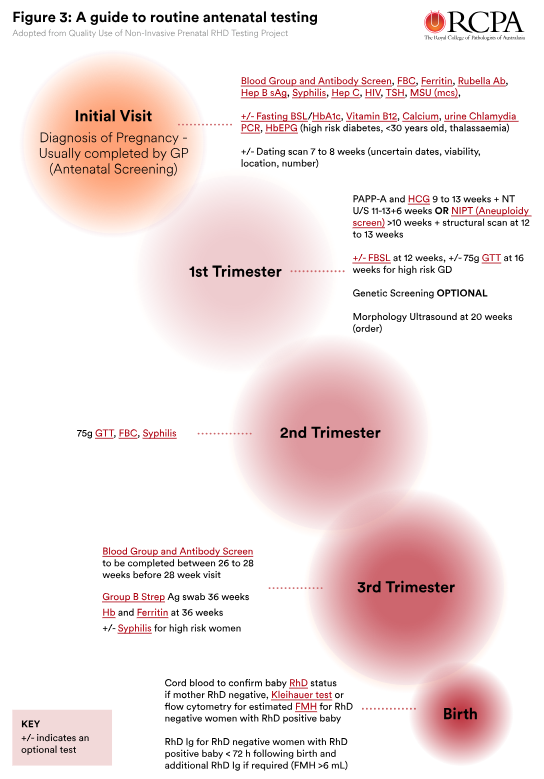 Figure 3: A guide to routine antenatal testing
Adopted from Quality Use of Non-Invasive Prenatal RHD Testing Project
RCPA
The Royal College of Pathologists of Australasia
Initial Visit
Diagnosis of Pregnancy -
Usually completed by GP
(Antenatal Screening)
Blood Group and Antibody Screen, FBC, Ferritin, Rubella Ab,
Hep B sAg, Syphilis, Hep C, HIV, TSH, MSU (mcs),
+/- Fasting BSL/HbA1c, Vitamin B12, Calcium, urine Chlamydia
PCR, HbEPG (high risk diabetes, <30 years old, thalassaemia)
+/- Dating scan 7 to 8 weeks (uncertain dates, viability,
location, number)
1st Trimester
PAPP-A and HCG 9 to 13 weeks + NT
U/S 11-13+6 weeks OR NIPT (Aneuploidy
screen) >10 weeks + structural scan at 12
to 13 weeks
+/- FBSL at 12 weeks, +/- 75g GTT at 16
weeks for high risk GD
Genetic Screening OPTIONAL
Morphology Ultrasound at 20 weeks
(order)
2nd Trimester
75g GTT, FBC, Syphilis
3rd Trimester
Blood Group and Antibody Screen
to be completed between 26 to 28
weeks before 28 week visit
Group B Strep Ag swab 36 weeks
Hb and Ferritin at 36 weeks
+/- Syphilis for high risk women
Birth
Cord blood to confirm baby RhD status
if mother RhD negative, Kleihauer test or
flow cytometry for estimated FMH for RhD
negative women with RhD positive baby
RhD Ig for RhD negative women with RhD
positive baby < 72 h following birth and
additional RhD Ig if required (FMH >6 mL)
KEY
+/- indicates an
optional test